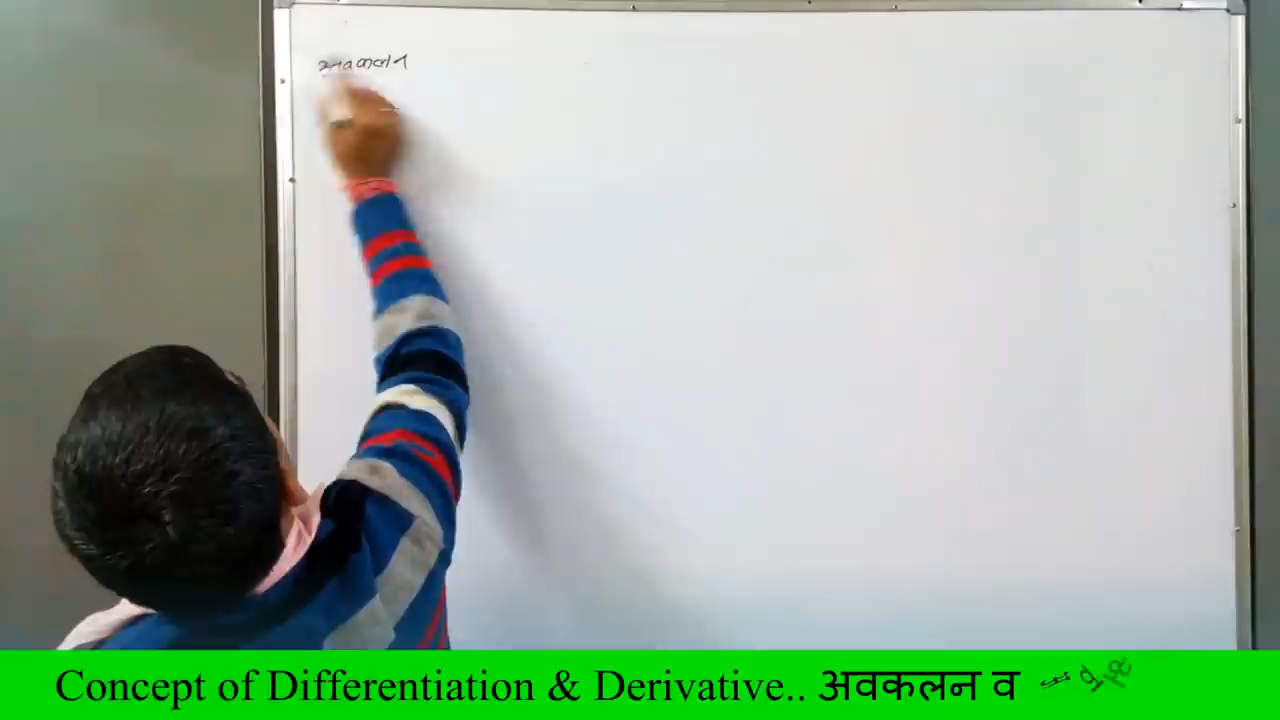 अवकलन
Concept of Differentiation & Derivative.. अवकलन व